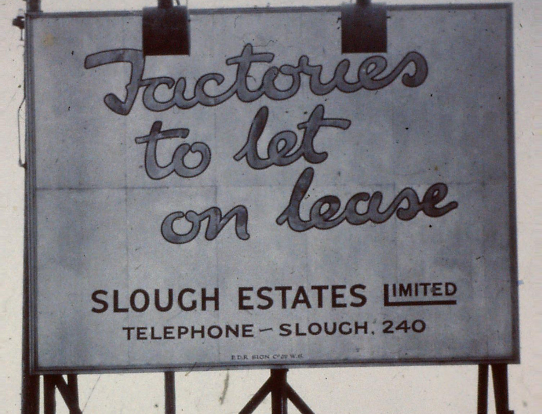 Factories
to let
on lease
SLOUGH ESTATES LIMITED
TELEPHONE – SLOUGH. 240